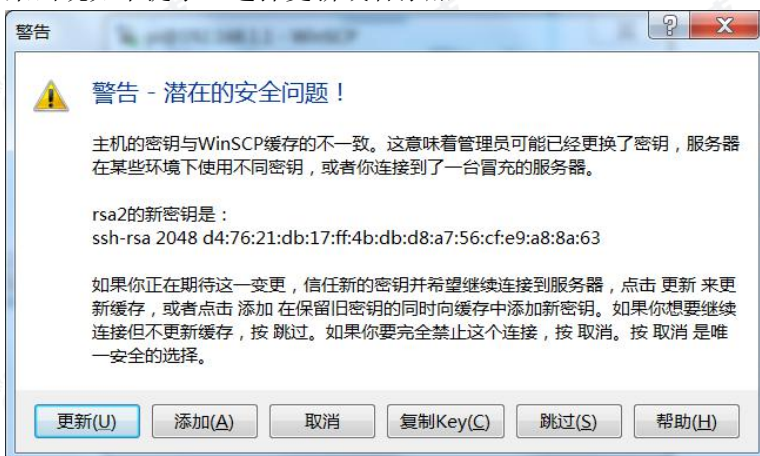 警告
警告 - 潜在的安全问题！
主机的密钥与WinSCP缓存的不一致。这意味着管理员可能已经更换了密钥，服务器
在某些环境下使用不同密钥，或者你连接到了一台冒充的服务器。
rsa2的新密钥是：
ssh-rsa 2048 d4:76:21:db:17:ff:4b:db:d8:a7:56:cf:e9:a8:8a:63
如果你正在期待这一变更，信任新的密钥并希望继续连接到服务器，点击 更新 来更
新缓存，或者点击 添加 在保留旧密钥的同时向缓存中添加新密钥。如果你想要继续
连接但不更新缓存，按 跳过。如果你要完全禁止这个连接，按 取消。按 取消 是唯
一安全的选择。
更新(U) 添加(A) 取消 复制Key(C) 跳过(S) 帮助(H)